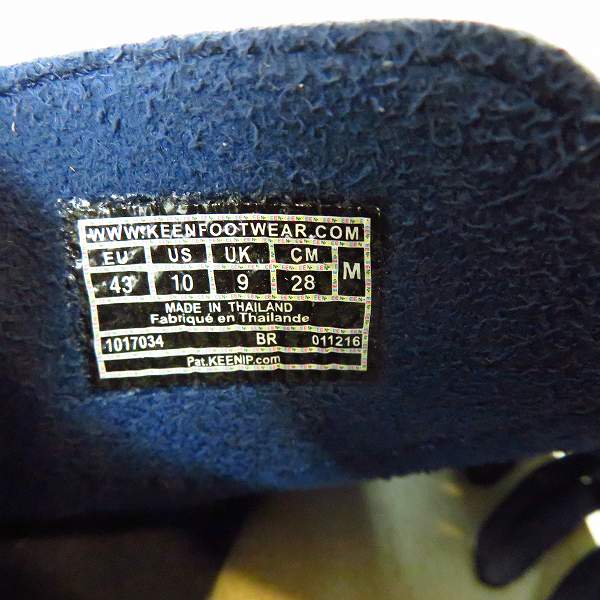 WWW.KEENFOOTWEAR.COM
EU US UK CM M
43 10 9 28
MADE IN THAILAND
Fabriqué en Thaïlande
1017034 BR 011216
Pat.KEENIP.com